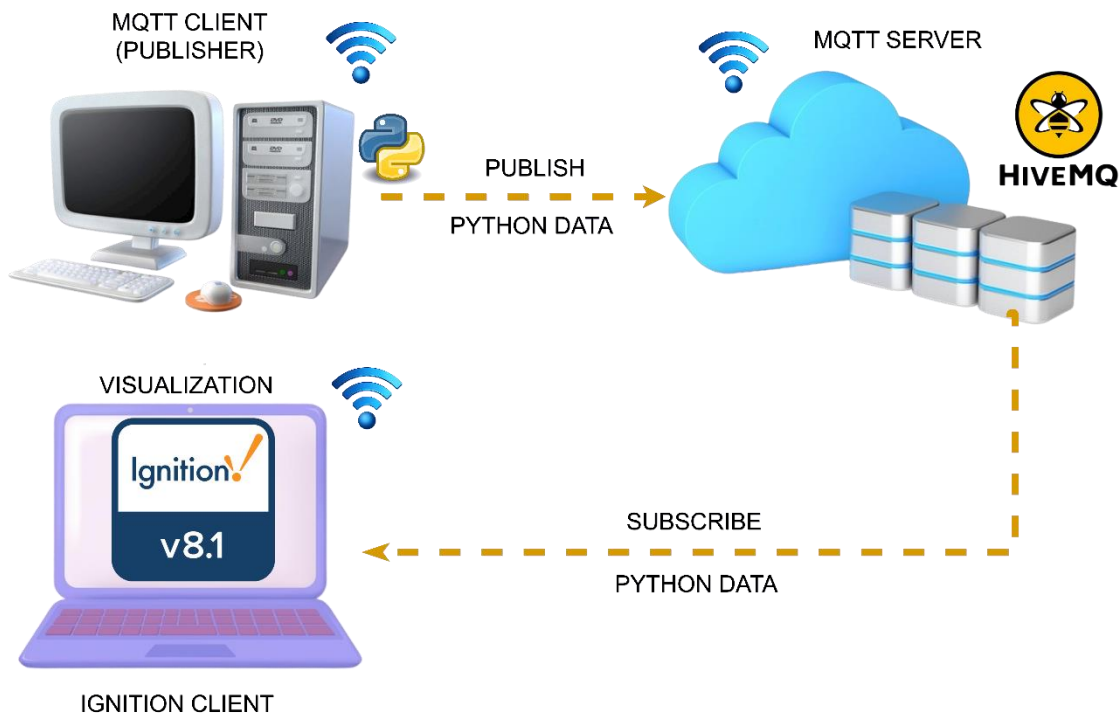 MQTT CLIENT
(PUBLISHER)
MQTT SERVER
HIVEMQ
PUBLISH
PYTHON DATA
VISUALIZATION
Ignition!
v8.1
SUBSCRIBE
PYTHON DATA
IGNITION CLIENT